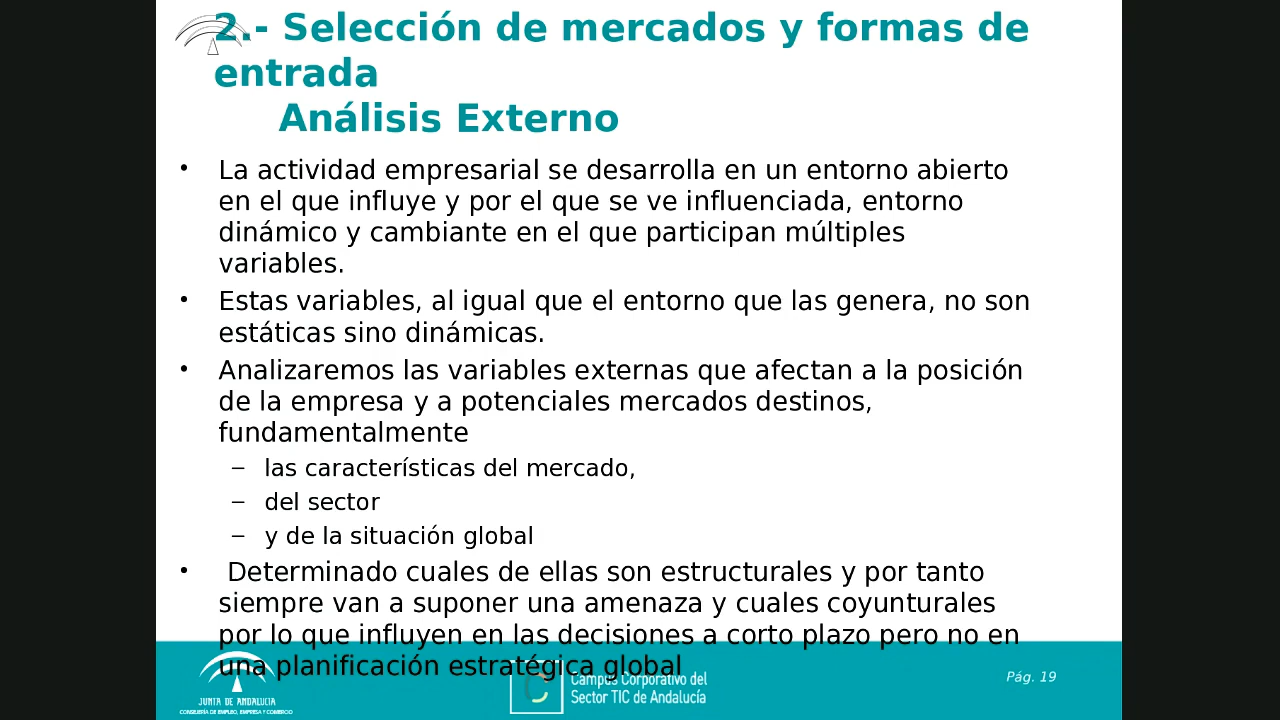 2.- Selección de mercados y formas de
entrada
Análisis Externo
• La actividad empresarial se desarrolla en un entorno abierto
en el que influye y por el que se ve influenciada, entorno
dinámico y cambiante en el que participan múltiples
variables.
• Estas variables, al igual que el entorno que las genera, no son
estáticas sino dinámicas.
• Analizaremos las variables externas que afectan a la posición
de la empresa y a potenciales mercados destinos,
fundamentalmente
– las características del mercado,
– del sector
– y de la situación global
• Determinado cuales de ellas son estructurales y por tanto
siempre van a suponer una amenaza y cuales coyunturales
por lo que influyen en las decisiones a corto plazo pero no en
una planificación estratégica global
JUNTA DE ANDALUCIA
CONSEJERÍA DE EMPLEO, EMPRESA Y COMERCIO
C
Campus Corporativo del
Sector TIC de Andalucía
Pág. 19